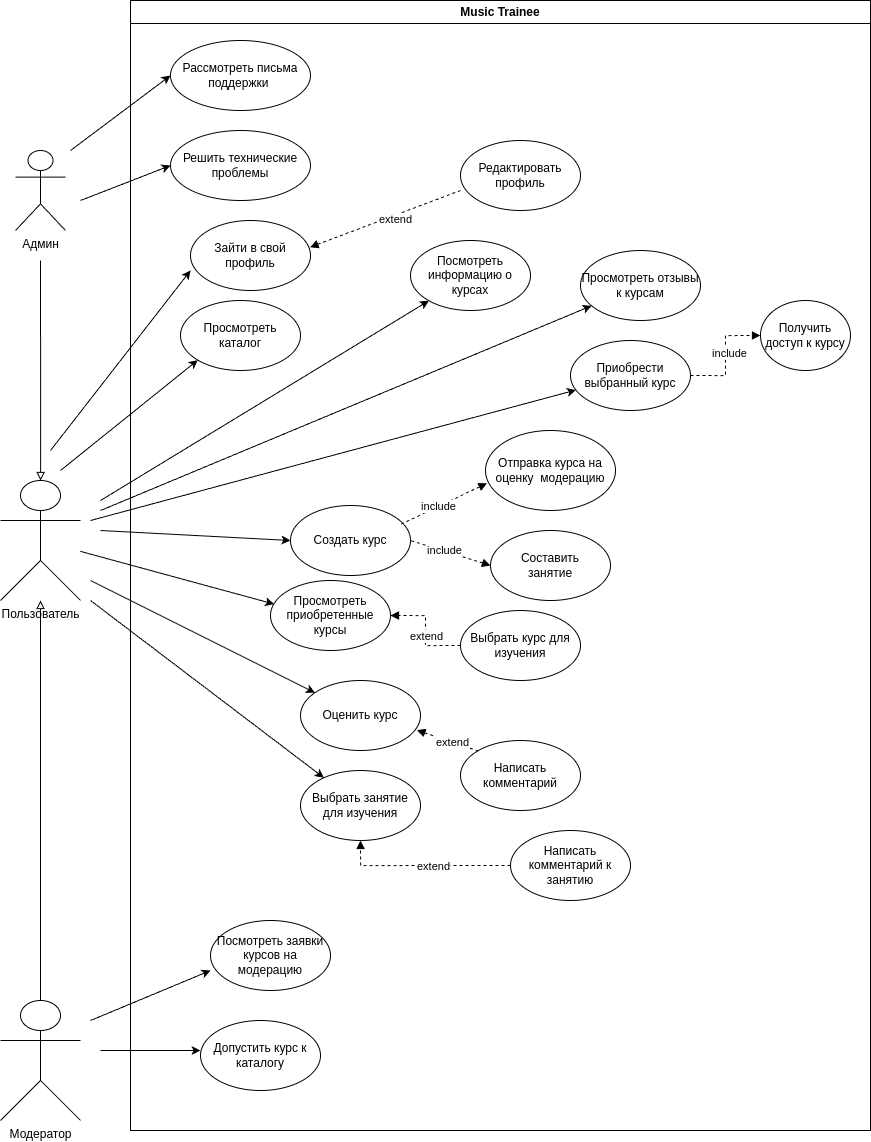 Music Trainee
Рассмотреть письма
поддержки
Решить технические
проблемы
Админ
Редактировать
профиль
extend
Зайти в свой
профиль
Посмотреть
информацию о
курсах
Просмотреть отзывы
к курсам
Просмотреть
каталог
Получить
доступ к курсу
include
Приобрести
выбранный курс
Отправка курса на
оценку модерацию
include
Создать курс
include
Составить
занятие
Пользователь
Просмотреть
приобретенные
курсы
extend
Выбрать курс для
изучения
Оценить курс
extend
Написать
комментарий
Выбрать занятие
для изучения
extend
Написать
комментарий к
занятию
Посмотреть заявки
курсов на
модерацию
Допустить курс к
каталогу
Модератор